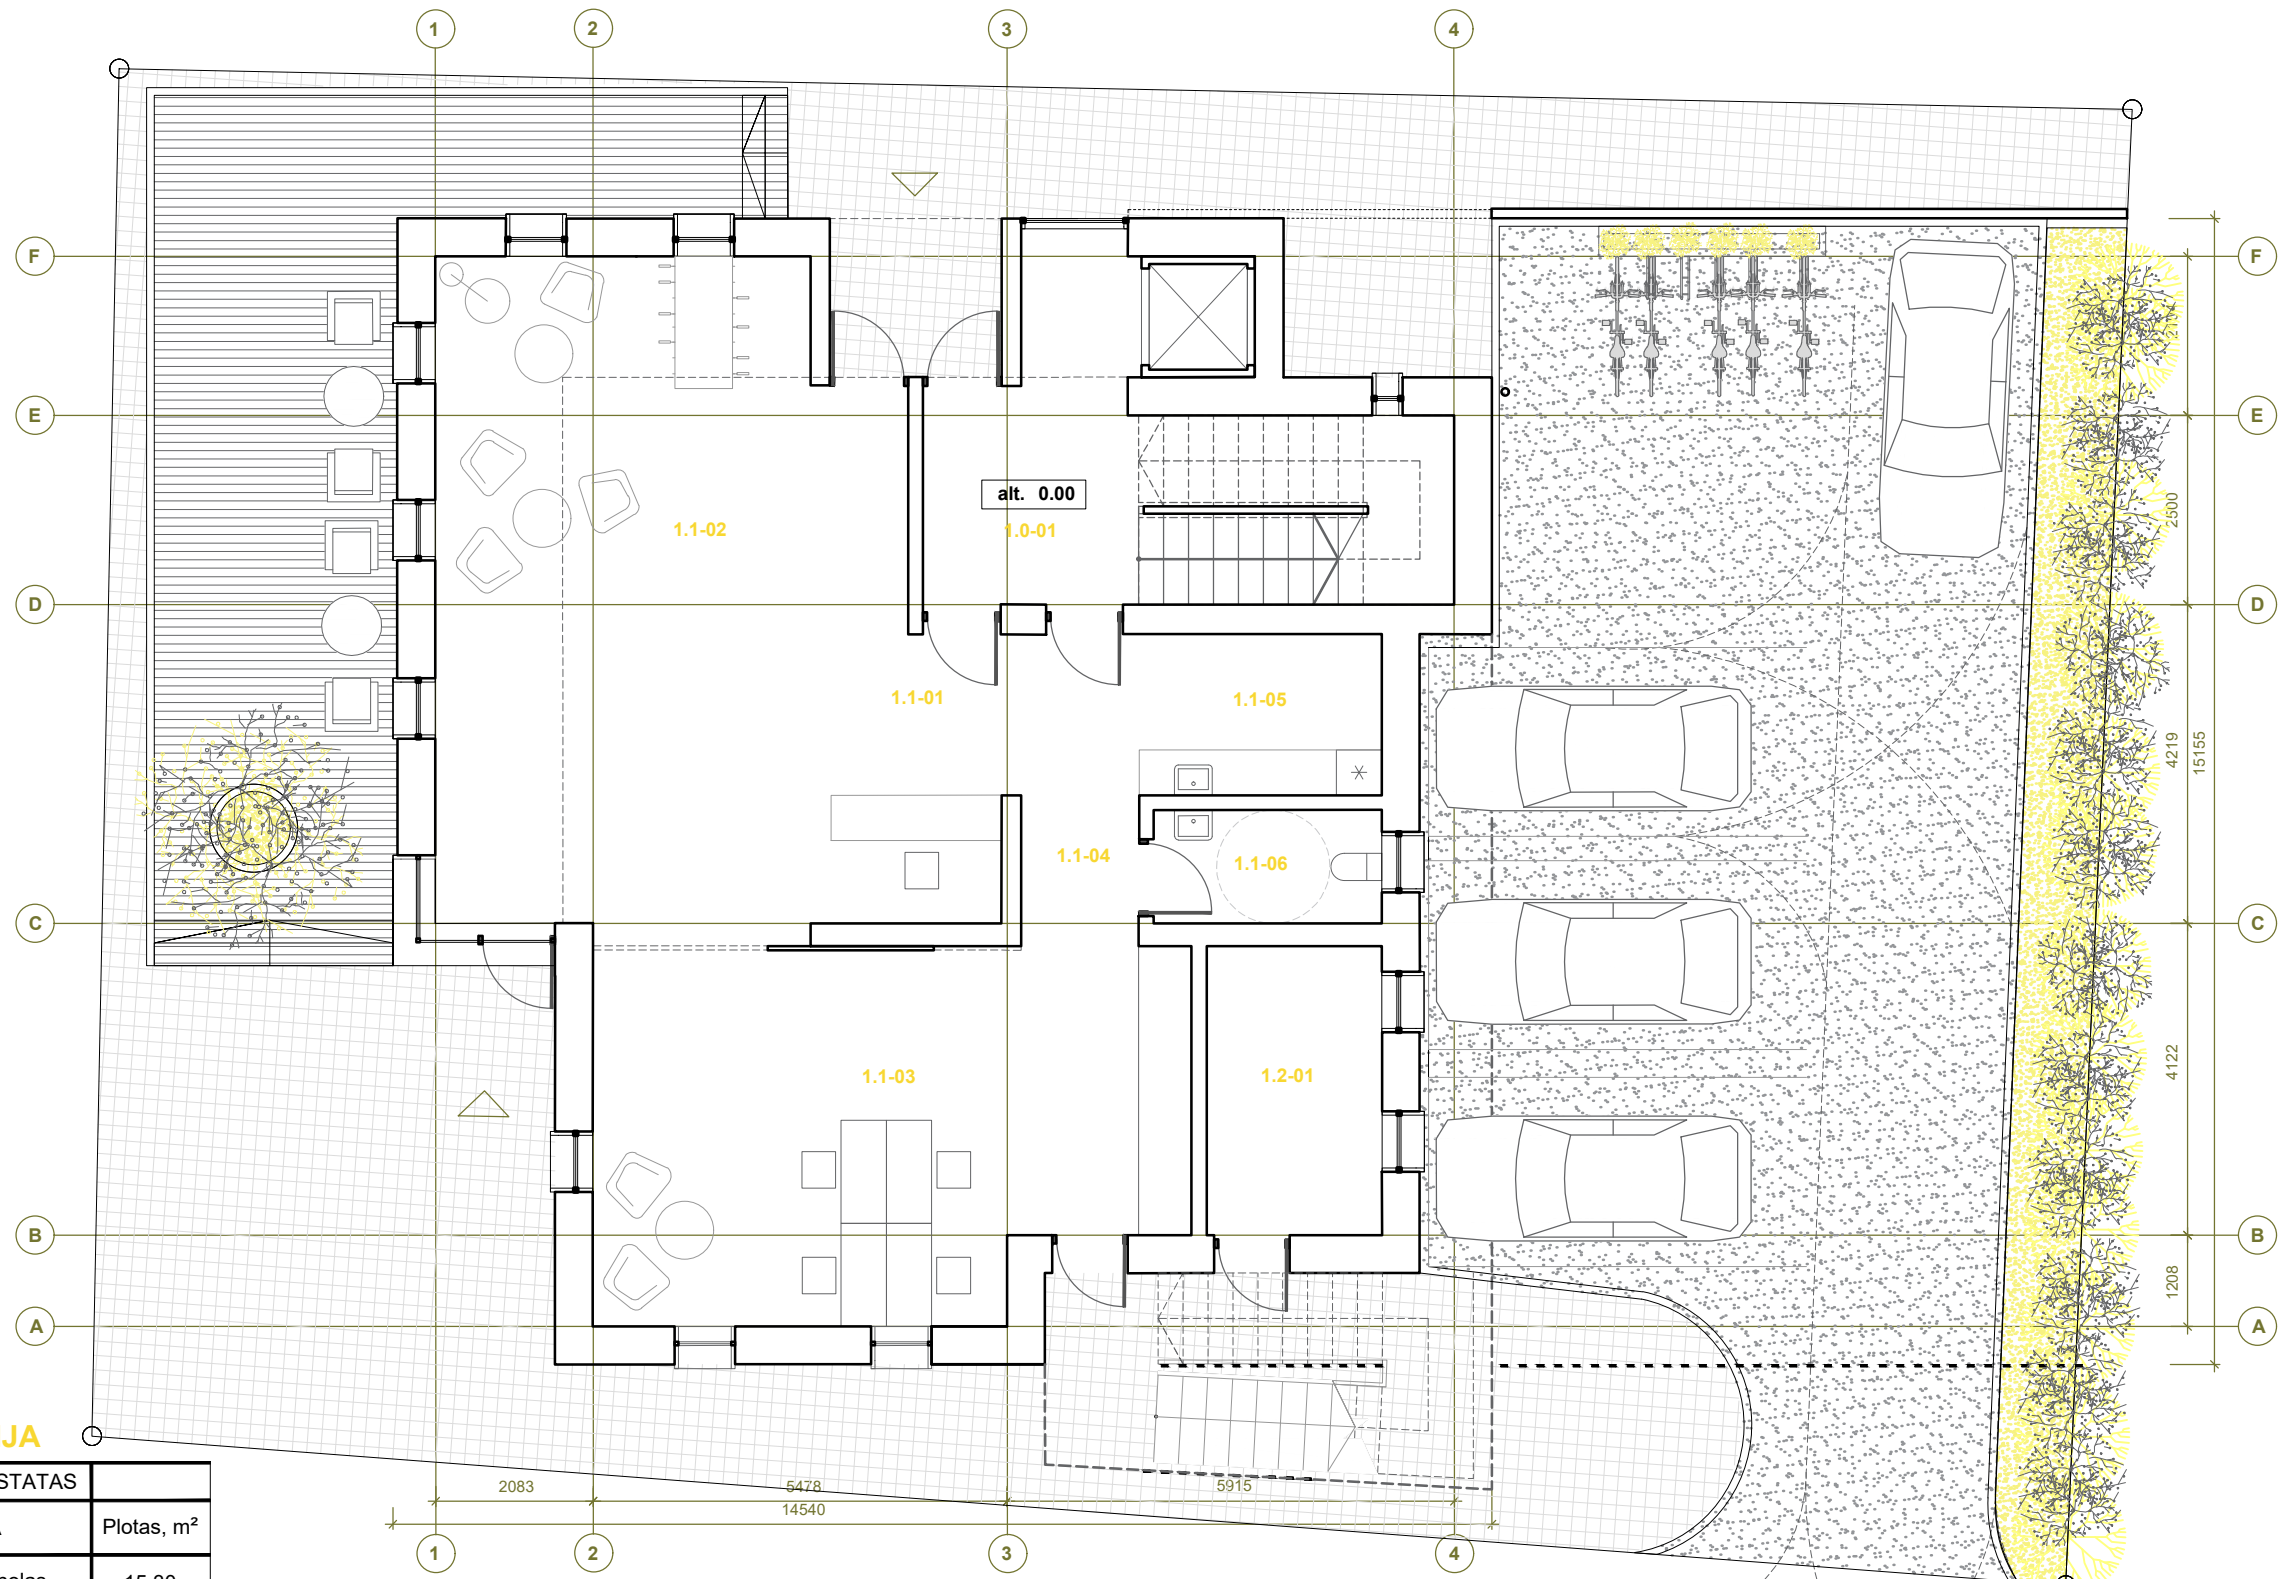 1 2 3 4
F F
E E
2500
alt. 0.00
1.1-02 1.0-01
D D
1.1-01 1.1-05
4219
15155
1.1-04 1.1-06
C C
1.1-03 1.2-01
4122
B B
1208
A A
JA
STATAS
Plotas, m²
2083 5478 5915
14540
1 2 3 4